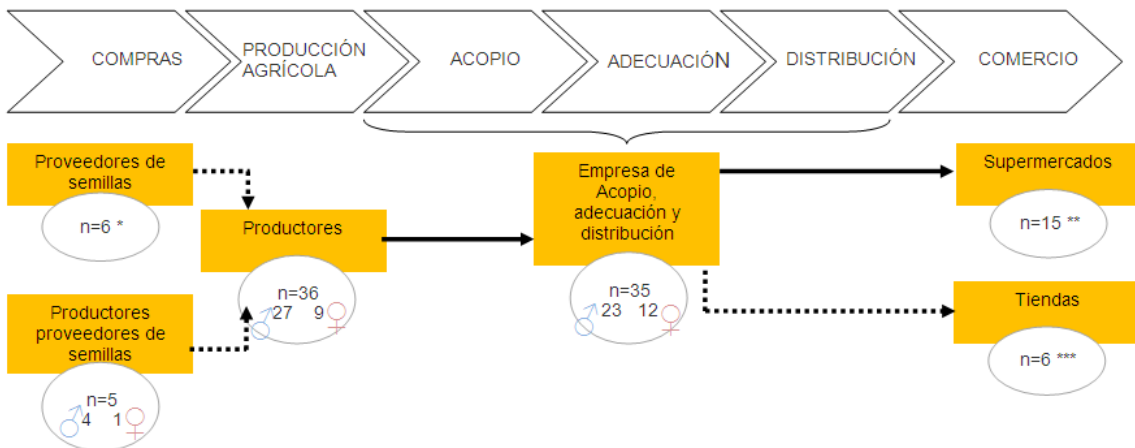 COMPRAS
PRODUCCIÓN
AGRÍCOLA
ACOPIO
ADECUACIÓN
DISTRIBUCIÓN
COMERCIO
Proveedores de
semillas
n=6 *
Productores
proveedores de
semillas
n=5
4 1
Productores
n=36
27 9
Empresa de
Acopio,
adecuación y
distribución
n=35
23 12
Supermercados
n=15 **
Tiendas
n=6 ***